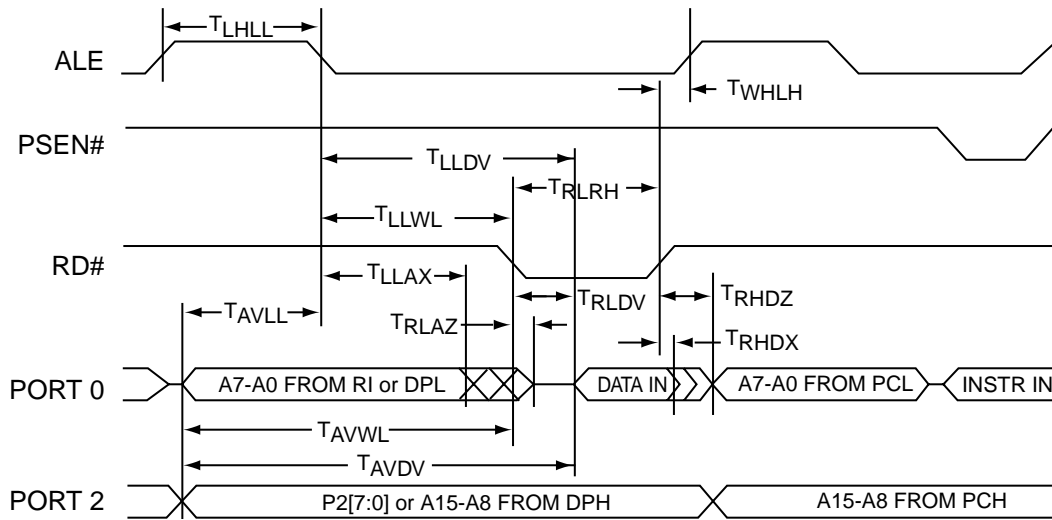 TLHLL
ALE
TWHLH
PSEN#
TLLDV
TRLRH
TLLWL
RD#
TLLAX
TAVLL
TRLDV
TRHDZ
TRLAZ
TRHDX
PORT 0
A7-A0 FROM RI or DPL
DATA IN
A7-A0 FROM PCL
INSTR IN
TAVWL
TAVDV
PORT 2
P2[7:0] or A15-A8 FROM DPH
A15-A8 FROM PCH